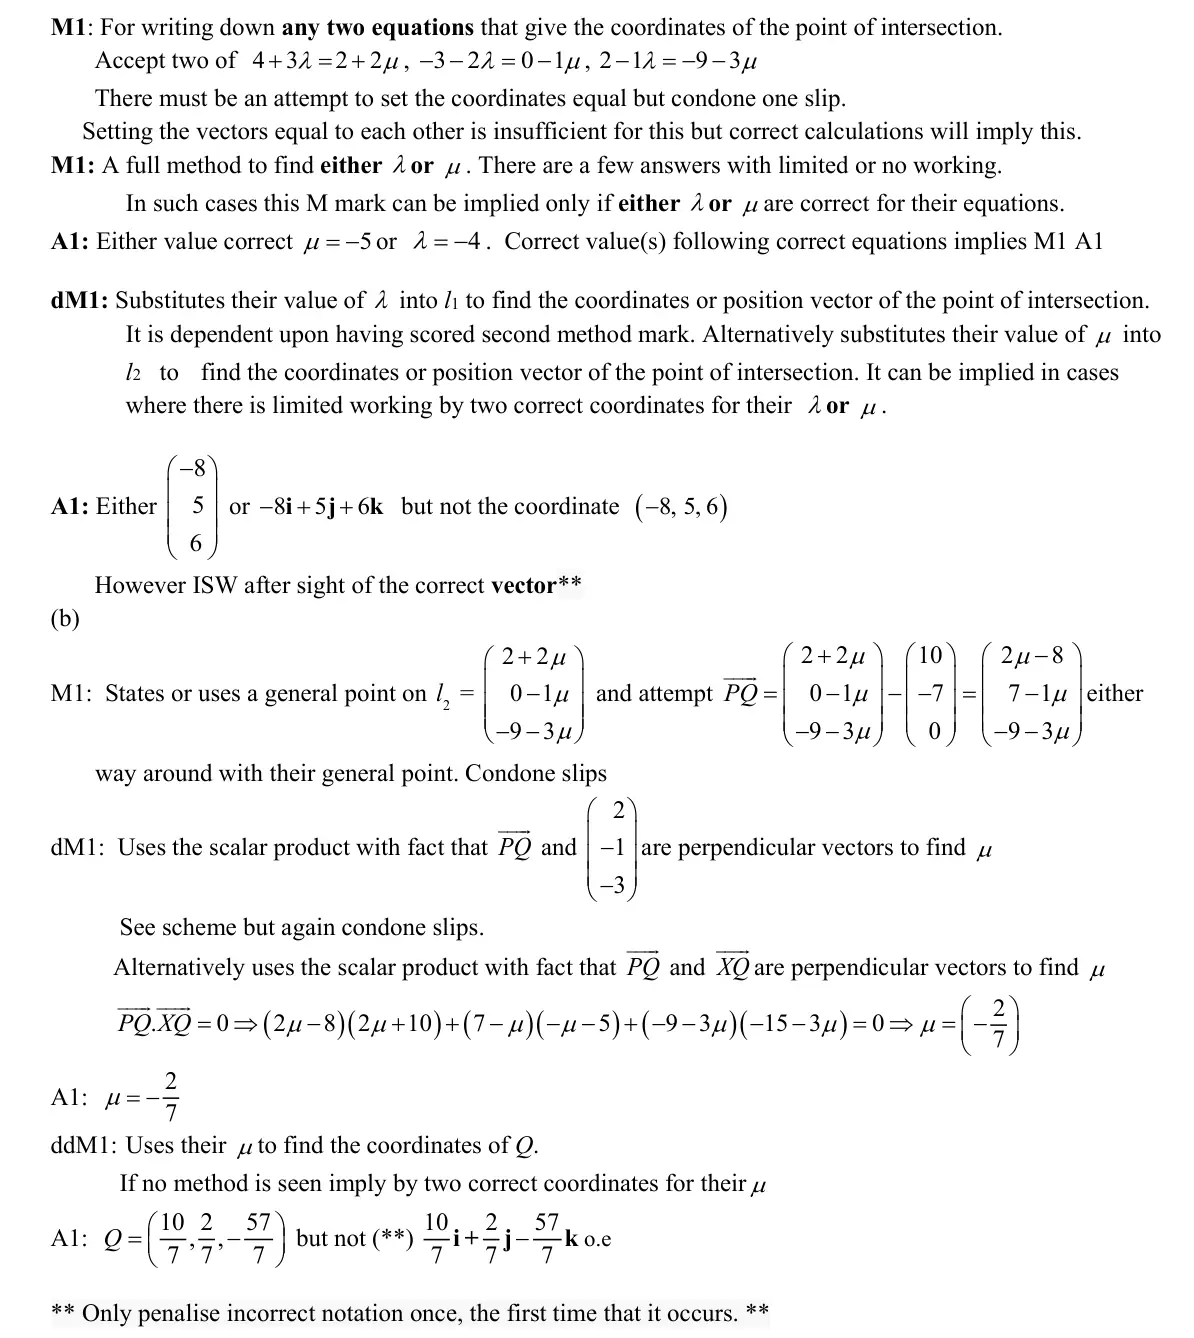 M1: For writing down any two equations that give the coordinates of the point of intersection.
Accept two of 4+3λ=2+2μ, −3−2λ=0−1μ, 2−1λ=−9−3μ
There must be an attempt to set the coordinates equal but condone one slip.
Setting the vectors equal to each other is insufficient for this but correct calculations will imply this.
M1: A full method to find either λ or μ. There are a few answers with limited or no working.
In such cases this M mark can be implied only if either λ or μ are correct for their equations.
A1: Either value correct μ=−5 or λ=−4. Correct value(s) following correct equations implies M1 A1
dM1: Substitutes their value of λ into l₁ to find the coordinates or position vector of the point of intersection.
It is dependent upon having scored second method mark. Alternatively substitutes their value of μ into
l₂ to find the coordinates or position vector of the point of intersection. It can be implied in cases
where there is limited working by two correct coordinates for their λ or μ.
A1: Either (−8 5 6) or −8i+5j+6k but not the coordinate (−8, 5, 6)
However ISW after sight of the correct vector**
(b)
M1: States or uses a general point on l₂ = (2+2μ 0−1μ −9−3μ) and attempt PQ = (2+2μ 0−1μ −9−3μ) − (10 −7 0) = (2μ−8 7−1μ −9−3μ) either
way around with their general point. Condone slips
dM1: Uses the scalar product with fact that PQ and (2 −1 −3) are perpendicular vectors to find μ
See scheme but again condone slips.
Alternatively uses the scalar product with fact that PQ and XQ are perpendicular vectors to find μ
PQ.XQ=0⇒(2μ−8)(2μ+10)+(7−μ)(−μ−5)+(−9−3μ)(−15−3μ)=0⇒μ=(−2/7)
A1: μ=−2/7
ddM1: Uses their μ to find the coordinates of Q.
If no method is seen imply by two correct coordinates for their μ
A1: Q=(10/7, 2/7, −57/7) but not (**) 10/7 i+2/7 j−57/7 k o.e
** Only penalise incorrect notation once, the first time that it occurs. **